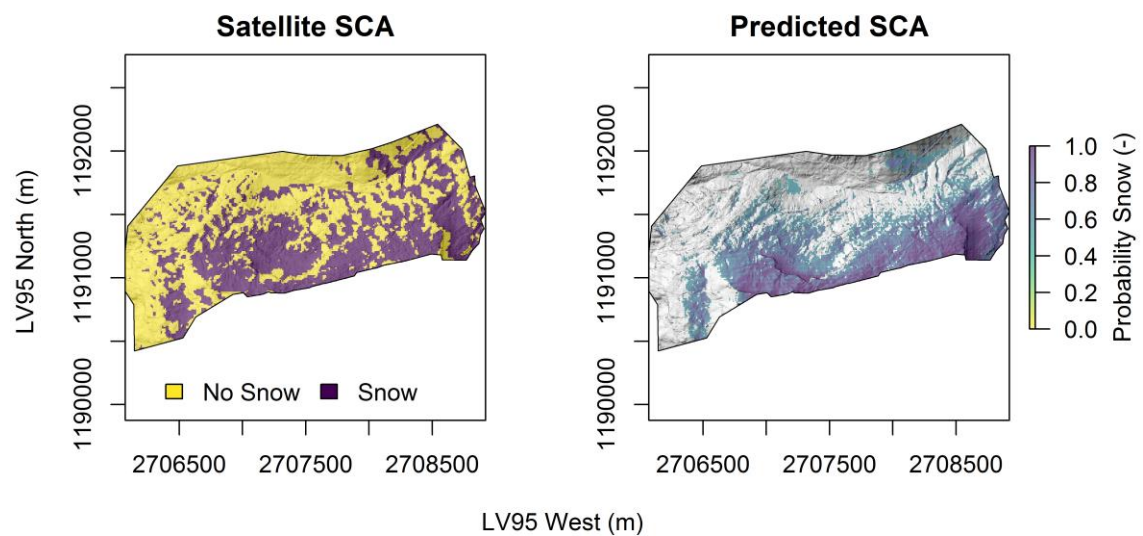 Satellite SCA
Predicted SCA
LV95 North (m)
1192000
1191000
1190000
No Snow
Snow
2706500
2707500
2708500
1192000
1191000
1190000
2706500
2707500
2708500
1.0
0.8
0.6
0.4
0.2
0.0
Probability Snow (-)
LV95 West (m)